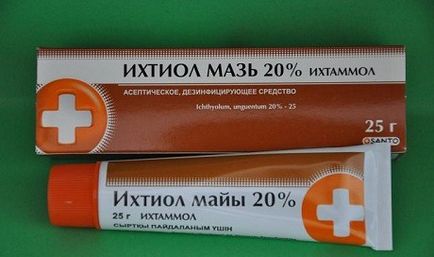 ИХТИОЛ МАЗЬ 20% ИХТАММОЛ
АСЕПТИЧЕСКОЕ, ДЕЗИНФИЦИРУЮЩЕЕ СРЕДСТВО
Ichthyolum, unguentum 20% - 25
25 г
SANTO
Ихтиол майы 20%
25 г ИХТАММОЛ
СЫРТҚЫ ПАЙДАЛАНЫМ ҮШІН